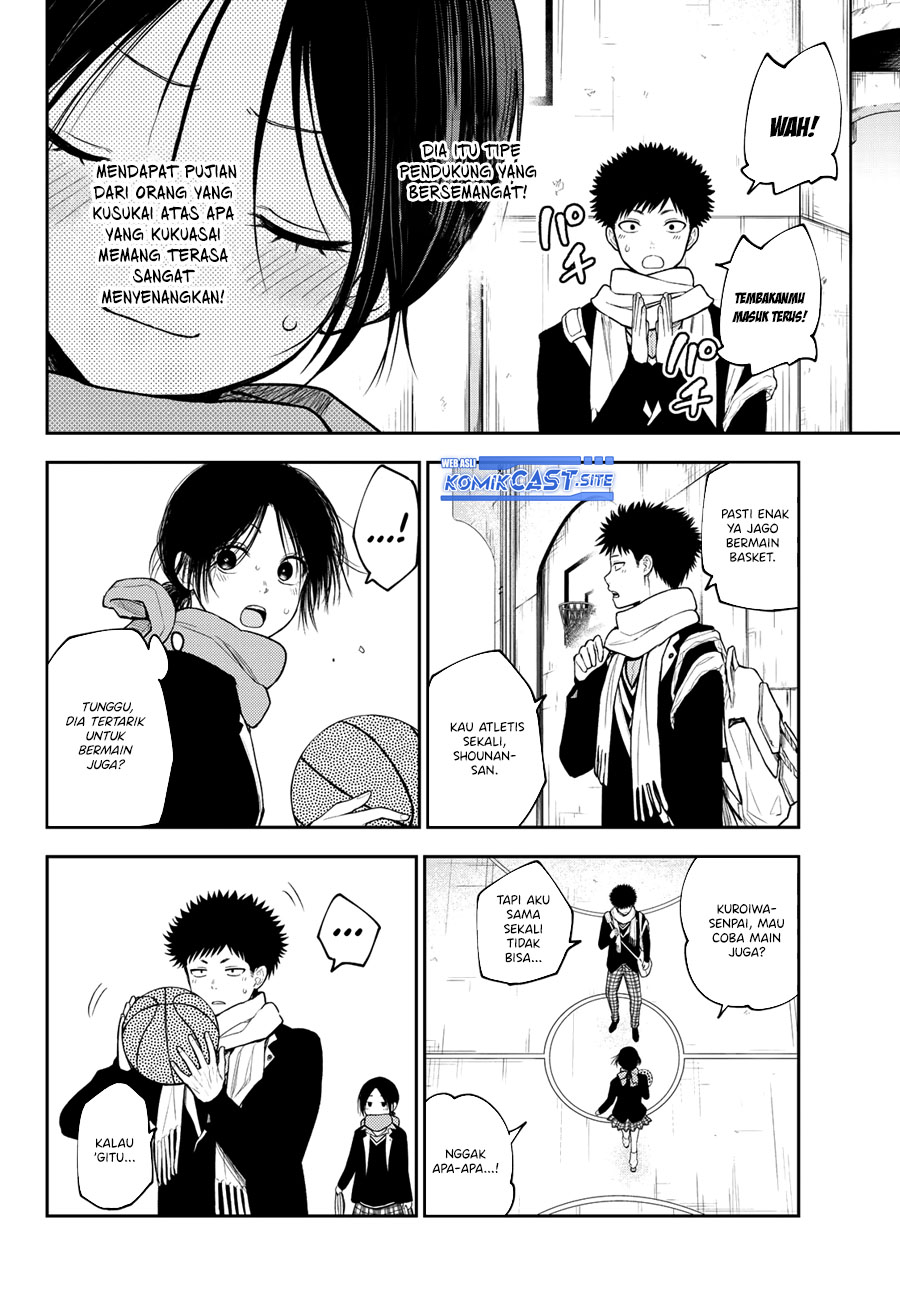 WAH!
TEMBAKANMU
MASUK TERUS!
パチ
パチ
DIA ITU TIPE
PENDUKUNG YANG
BERSEMANGAT!
MENDAPAT PUJIAN
DARI ORANG YANG
KUSUKAI ATAS APA
YANG KUKUASAI
MEMANG TERASA
SANGAT
MENYENANGKAN!
WEB ASLI
KOMIKCAST.SITE
PASTI ENAK
YA JAGO
BERMAIN
BASKET.
KAU ATLETIS
SEKALI,
SHOUNAN-
SAN.
...!
TUNGGU,
DIA TERTARIK
UNTUK
BERMAIN
JUGA?
KUROIWA-
SENPAI, MAU
COBA MAIN
JUGA?
TAPI AKU
SAMA
SEKALI
TIDAK
BISA...
NGGAK
APA-APA...!
...
KALAU
'GITU...